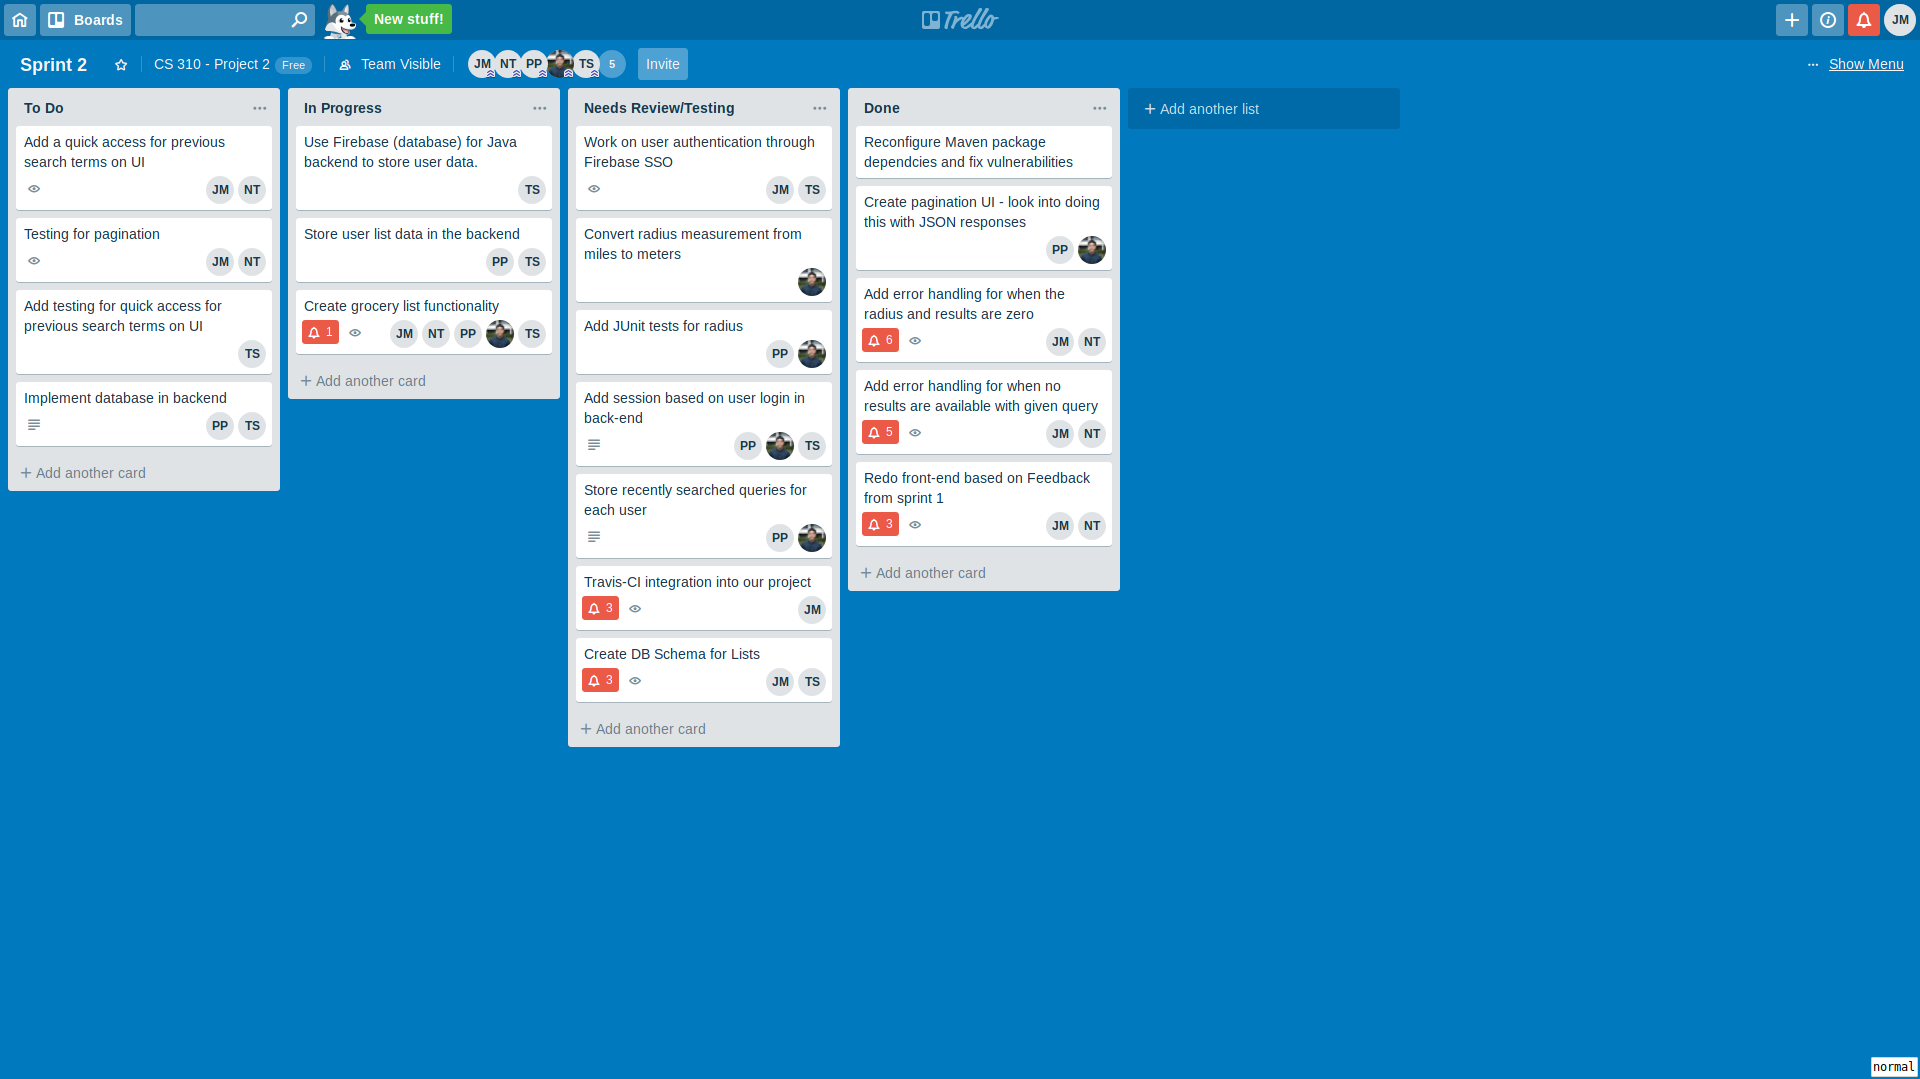 Boards
New stuff!
Trello
JM
Sprint 2
CS 310 - Project 2 Free
Team Visible
JM NT PP TS 5
Invite
Show Menu
To Do
Add a quick access for previous
search terms on UI
JM NT
Testing for pagination
JM NT
Add testing for quick access for
previous search terms on UI
TS
Implement database in backend
PP TS
+ Add another card
In Progress
Use Firebase (database) for Java
backend to store user data.
TS
Store user list data in the backend
PP TS
Create grocery list functionality
1 JM NT PP TS
+ Add another card
Needs Review/Testing
Work on user authentication through
Firebase SSO
JM TS
Convert radius measurement from
miles to meters
Add JUnit tests for radius
PP
Add session based on user login in
back-end
PP TS
Store recently searched queries for
each user
PP
Travis-CI integration into our project
3 JM
Create DB Schema for Lists
3 JM TS
+ Add another card
Done
Reconfigure Maven package
dependcies and fix vulnerabilities
Create pagination UI - look into doing
this with JSON responses
PP
Add error handling for when the
radius and results are zero
6 JM NT
Add error handling for when no
results are available with given query
5 JM NT
Redo front-end based on Feedback
from sprint 1
3 JM NT
+ Add another card
+ Add another list
normal